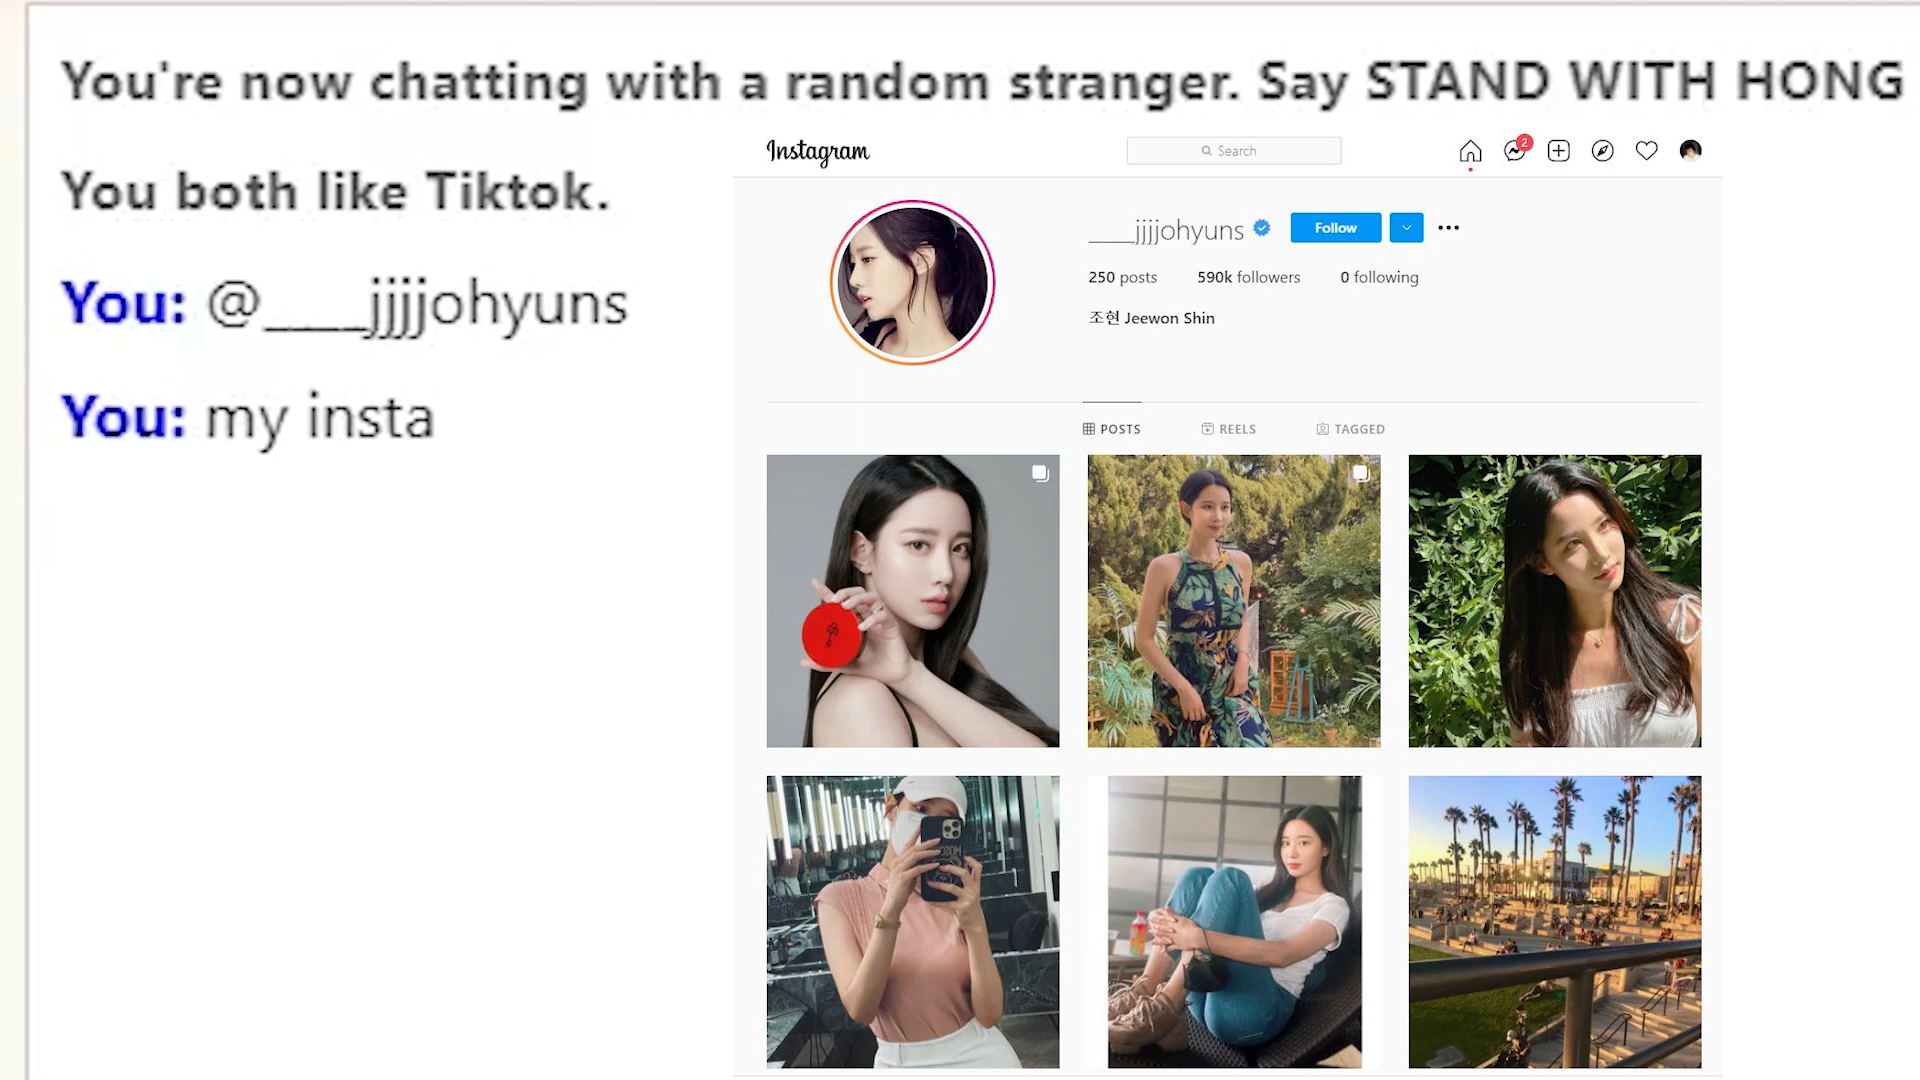 You're now chatting with a random stranger. Say STAND WITH HONG
You both like Tiktok.
You: @____jjjjohyuns
You: my insta
Instagram
Search
2
____jjjjohyuns
Follow
250 posts 590k followers 0 following
조현 Jeewon Shin
POSTS REELS TAGGED